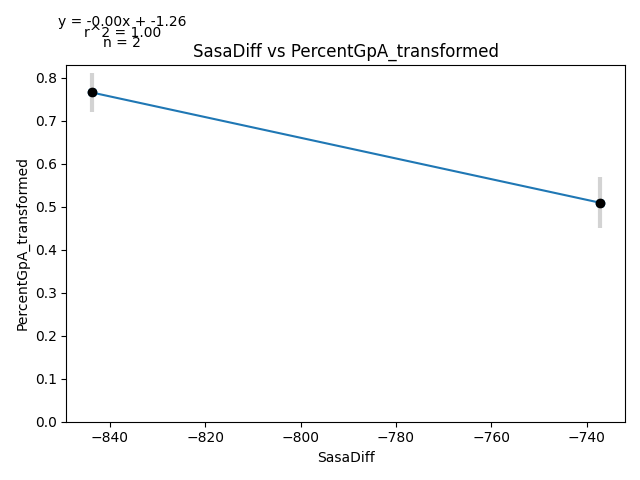 y = -0.00x + -1.26
r^2 = 1.00
n = 2
SasaDiff vs PercentGpA_transformed
0.8
0.7
0.6
0.5
0.4
0.3
0.2
0.1
0.0
PercentGpA_transformed
−840 −820 −800 −780 −760 −740
SasaDiff